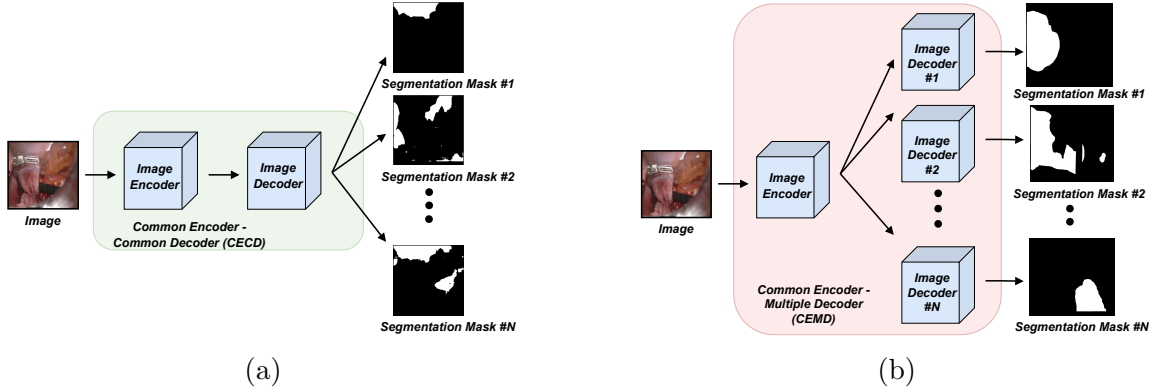 Segmentation Mask #1
Image
Encoder
Image
Decoder
Segmentation Mask #2
Image
Common Encoder -
Common Decoder (CECD)
Segmentation Mask #N
(a)
Image
Decoder
#1
Segmentation Mask #1
Image
Decoder
#2
Image
Encoder
Segmentation Mask #2
Image
Image
Decoder
#N
Common Encoder -
Multiple Decoder
(CEMD)
Segmentation Mask #N
(b)